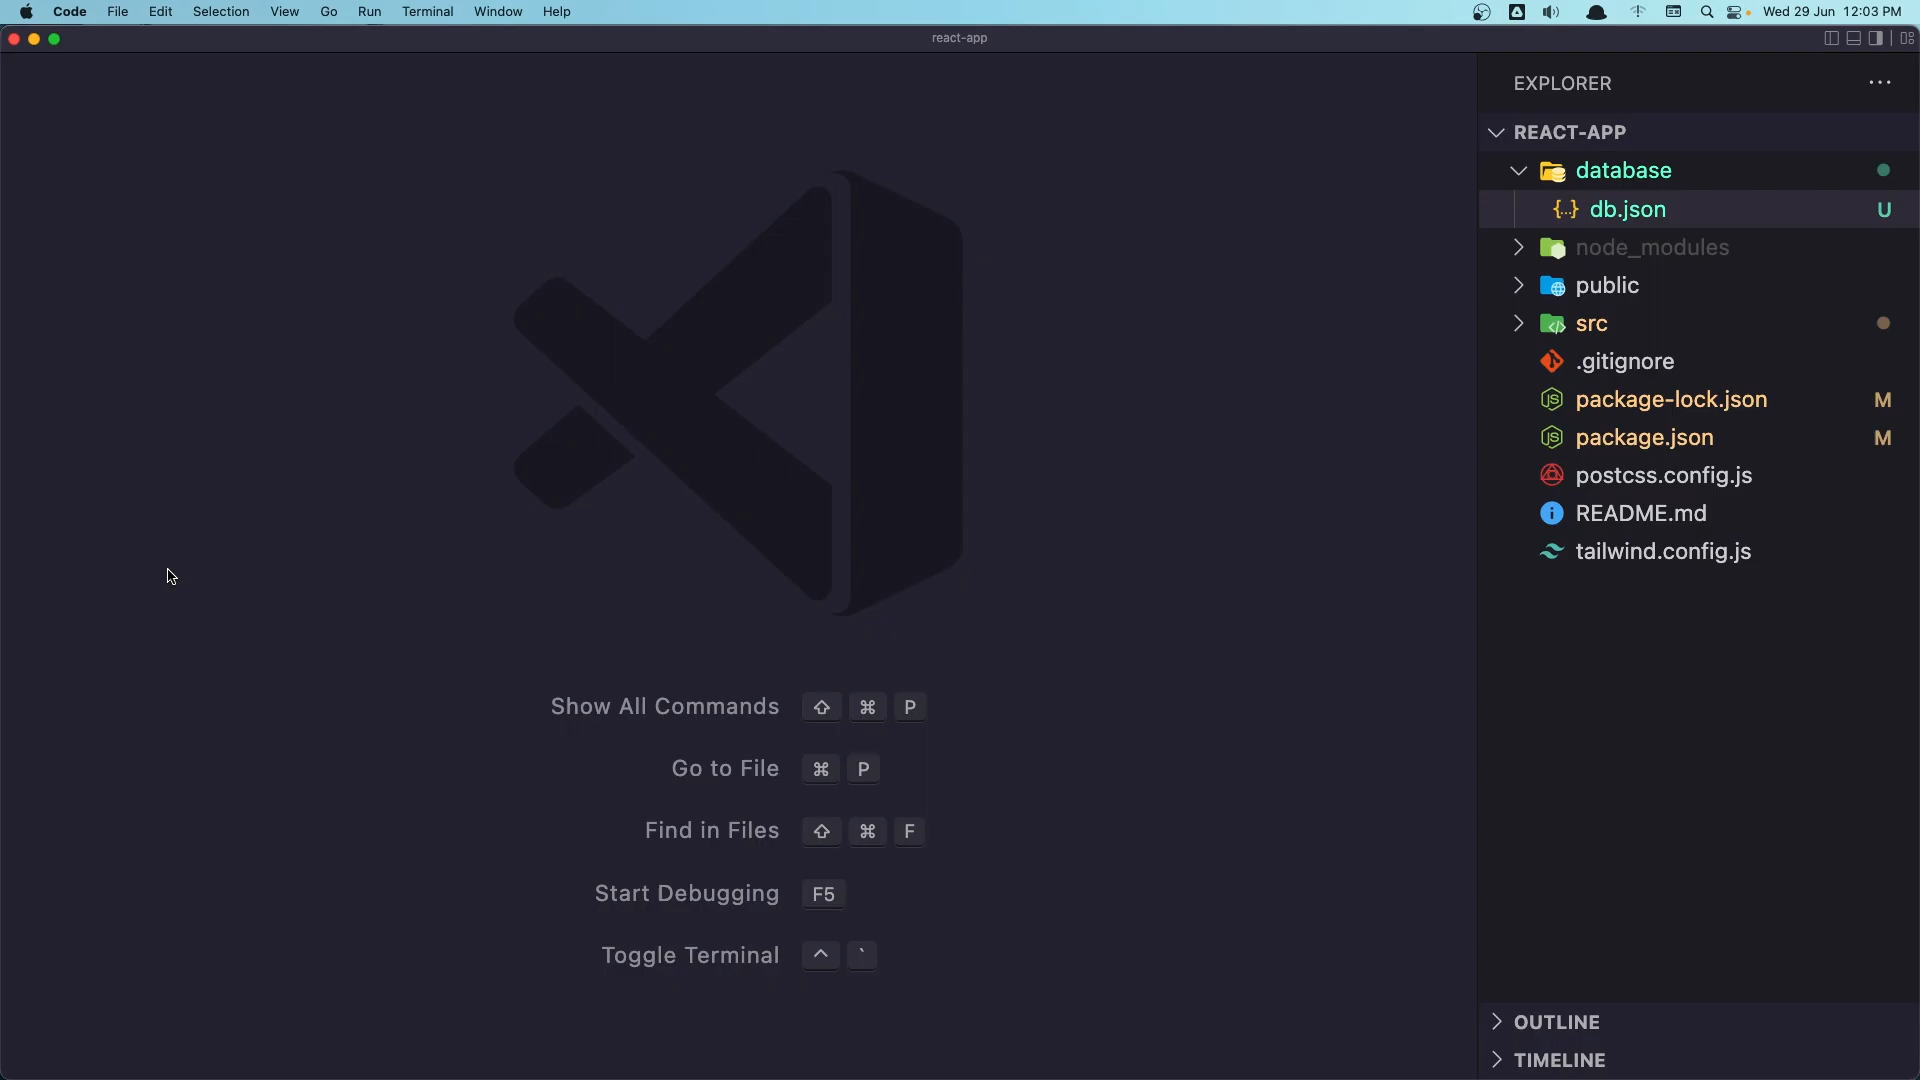 Code File Edit Selection View Go Run Terminal Window Help Wed 29 Jun 12:03 PM
react-app
EXPLORER ···
REACT-APP
database
{..} db.json U
node_modules
public
src
.gitignore
package-lock.json M
package.json M
postcss.config.js
README.md
tailwind.config.js
Show All Commands ⇧ ⌘ P
Go to File ⌘ P
Find in Files ⇧ ⌘ F
Start Debugging F5
Toggle Terminal ^ `
OUTLINE
TIMELINE